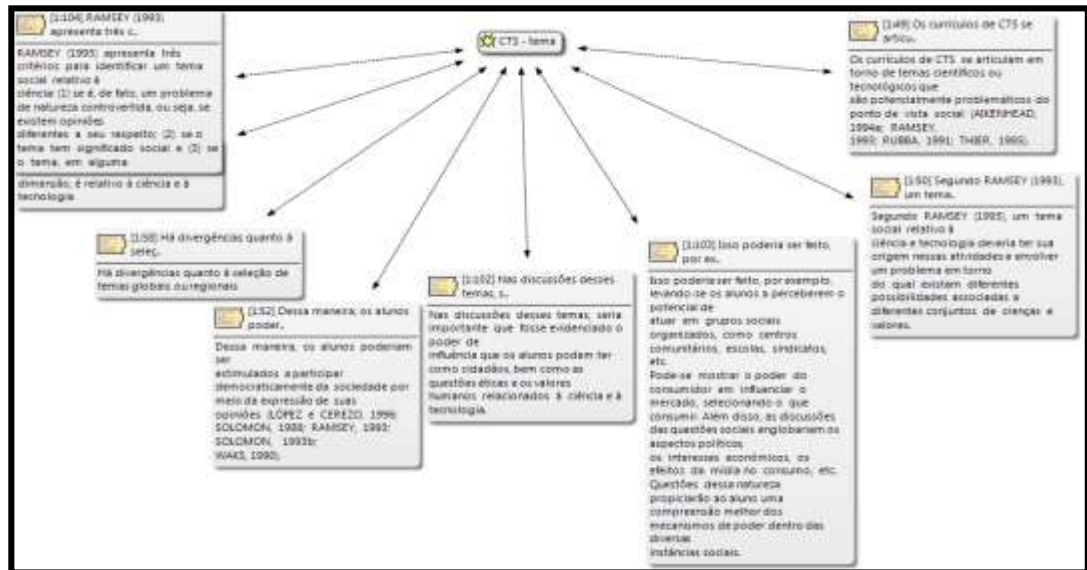 [1:104] RAMSEY (1993)
apresenta três c..
RAMSEY (1993) apresenta três
critérios para identificar um tema
social relativo à
ciência (1) se é, de fato, um problema
de natureza controvertida, ou seja, se
existem opiniões
diferentes a seu respeito; (2) se o
tema tem significado social e (3) se
o tema, em alguma
dimensão, é relativo à ciência e à
tecnologia
CTS - tema
[1:49] Os currículos de CTS se
articu..
Os currículos de CTS se articulam em
torno de temas científicos ou
tecnológicos que
são potencialmente problemáticos do
ponto de vista social (AIKENHEAD,
1994a; RAMSEY,
1993; RUBBA, 1991; THIER, 1985).
[1:50] Segundo RAMSEY (1993),
um tema..
Segundo RAMSEY (1993), um tema
social relativo à
ciência e tecnologia deveria ter sua
origem nessas atividades e envolver
um problema em torno
do qual existam diferentes
possibilidades associadas a
diferentes conjuntos de crenças e
valores.
[1:58] Há divergências quanto à
seleç..
Há divergências quanto à seleção de
temas globais ou regionais
[1:52] Dessa maneira, os alunos
poder..
Dessa maneira, os alunos poderiam
ser
estimulados a participar
democraticamente da sociedade por
meio da expressão de suas
opiniões (LÓPEZ e CEREZO, 1996;
SOLOMON, 1988; RAMSEY, 1993;
SOLOMON, 1993b;
WAKS, 1990).
[1:102] Nas discussões desses
temas, s..
Nas discussões desses temas, seria
importante que fosse evidenciado o
poder de
influência que os alunos podem ter
como cidadãos, bem como as
questões éticas e os valores
humanos relacionados à ciência e à
tecnologia.
[1:103] Isso poderia ser feito,
por ex..
Isso poderia ser feito, por exemplo,
levando-se os alunos a perceberem o
potencial de
atuar em grupos sociais
organizados, como centros
comunitários, escolas, sindicatos,
etc.
Pode-se mostrar o poder do
consumidor em influenciar o
mercado, selecionando o que
consumir. Além disso, as discussões
das questões sociais englobariam os
aspectos políticos,
os interesses econômicos, os
efeitos da mídia no consumo, etc.
Questões dessa natureza
propiciarão ao aluno uma
compreensão melhor dos
mecanismos de poder dentro das
diversas
instâncias sociais.